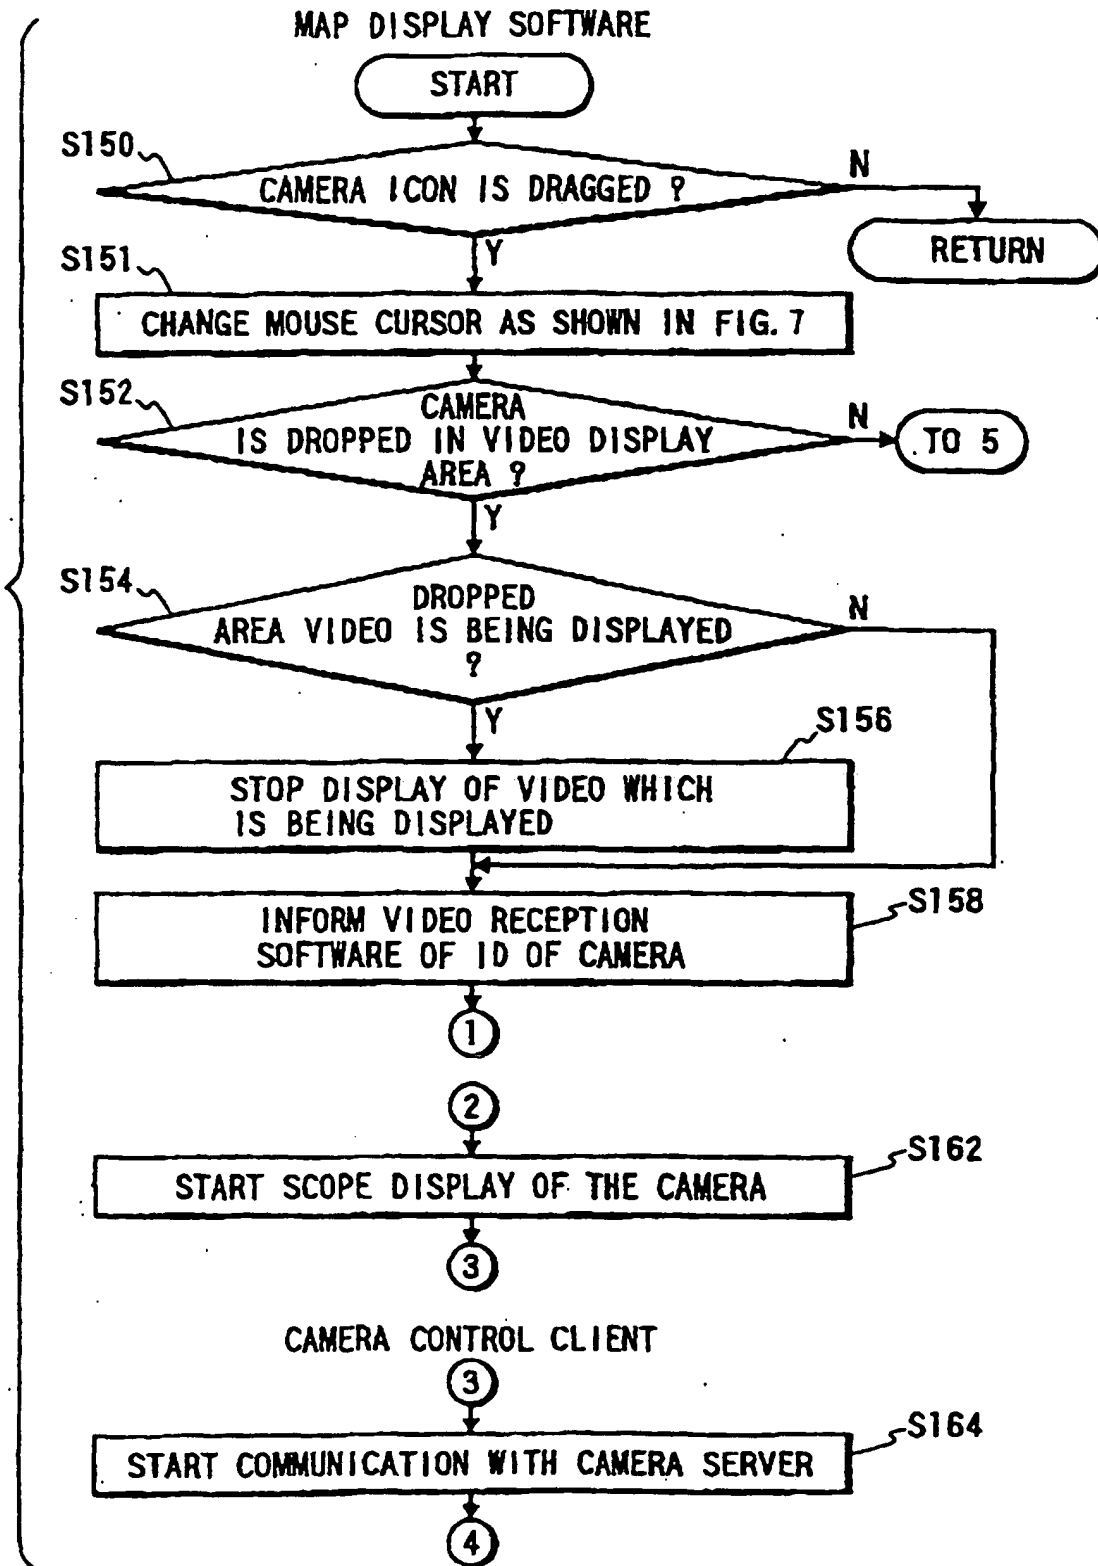 MAP DISPLAY SOFTWARE
START
S150
CAMERA ICON IS DRAGGED ?
N
RETURN
Y
S151
CHANGE MOUSE CURSOR AS SHOWN IN FIG. 7
S152
CAMERA
IS DROPPED IN VIDEO DISPLAY
AREA ?
N
TO 5
Y
S154
DROPPED
AREA VIDEO IS BEING DISPLAYED
?
N
Y
S156
STOP DISPLAY OF VIDEO WHICH
IS BEING DISPLAYED
S158
INFORM VIDEO RECEPTION
SOFTWARE OF ID OF CAMERA
1
2
S162
START SCOPE DISPLAY OF THE CAMERA
3
CAMERA CONTROL CLIENT
3
S164
START COMMUNICATION WITH CAMERA SERVER
4